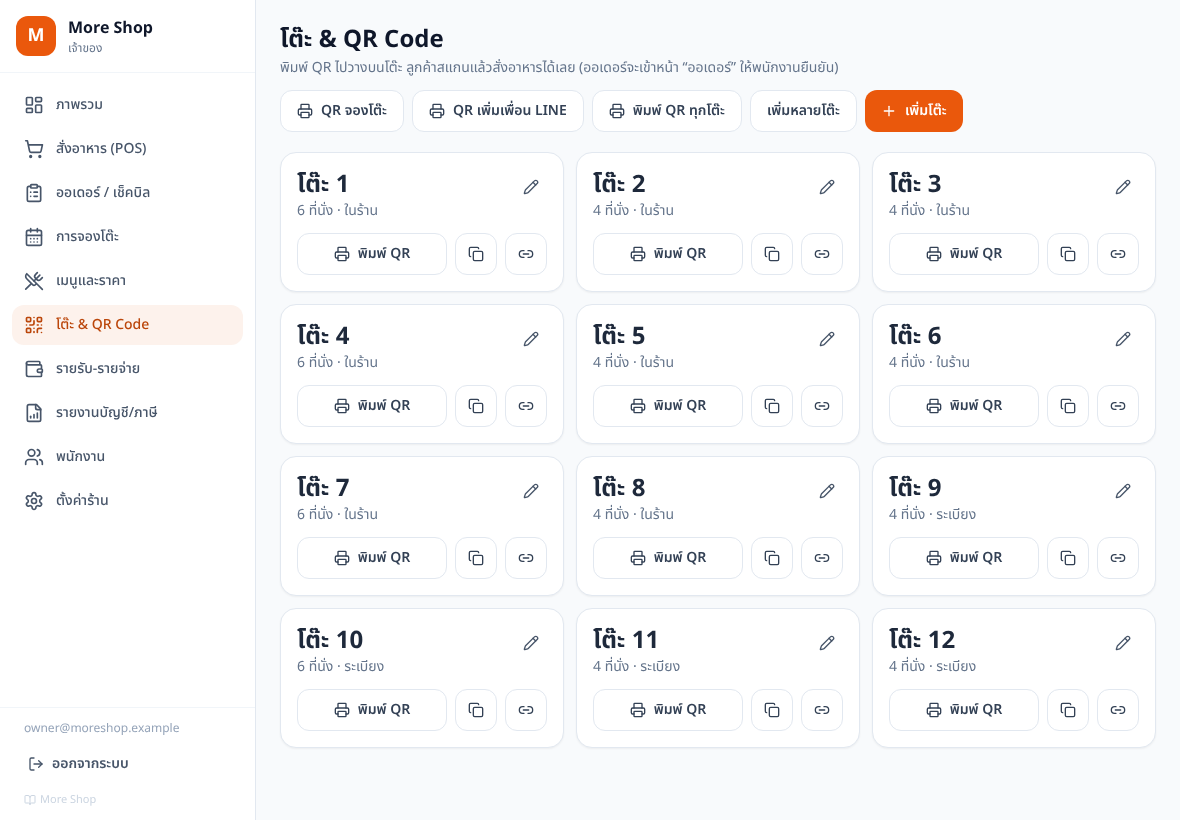 M
More Shop
เจ้าของ
ภาพรวม
สั่งอาหาร (POS)
ออเดอร์ / เช็คบิล
การจองโต๊ะ
เมนูและราคา
โต๊ะ & QR Code
รายรับ-รายจ่าย
รายงานบัญชี/ภาษี
พนักงาน
ตั้งค่าร้าน
owner@moreshop.example
ออกจากระบบ
More Shop
โต๊ะ & QR Code
พิมพ์ QR ไปวางบนโต๊ะ ลูกค้าสแกนแล้วสั่งอาหารได้เลย (ออเดอร์จะเข้าหน้า “ออเดอร์” ให้พนักงานยืนยัน)
QR จองโต๊ะ QR เพิ่มเพื่อน LINE พิมพ์ QR ทุกโต๊ะ เพิ่มหลายโต๊ะ เพิ่มโต๊ะ
โต๊ะ 1
6 ที่นั่ง · ในร้าน
พิมพ์ QR
โต๊ะ 2
4 ที่นั่ง · ในร้าน
พิมพ์ QR
โต๊ะ 3
4 ที่นั่ง · ในร้าน
พิมพ์ QR
โต๊ะ 4
6 ที่นั่ง · ในร้าน
พิมพ์ QR
โต๊ะ 5
4 ที่นั่ง · ในร้าน
พิมพ์ QR
โต๊ะ 6
4 ที่นั่ง · ในร้าน
พิมพ์ QR
โต๊ะ 7
6 ที่นั่ง · ในร้าน
พิมพ์ QR
โต๊ะ 8
4 ที่นั่ง · ในร้าน
พิมพ์ QR
โต๊ะ 9
4 ที่นั่ง · ระเบียง
พิมพ์ QR
โต๊ะ 10
6 ที่นั่ง · ระเบียง
พิมพ์ QR
โต๊ะ 11
4 ที่นั่ง · ระเบียง
พิมพ์ QR
โต๊ะ 12
4 ที่นั่ง · ระเบียง
พิมพ์ QR